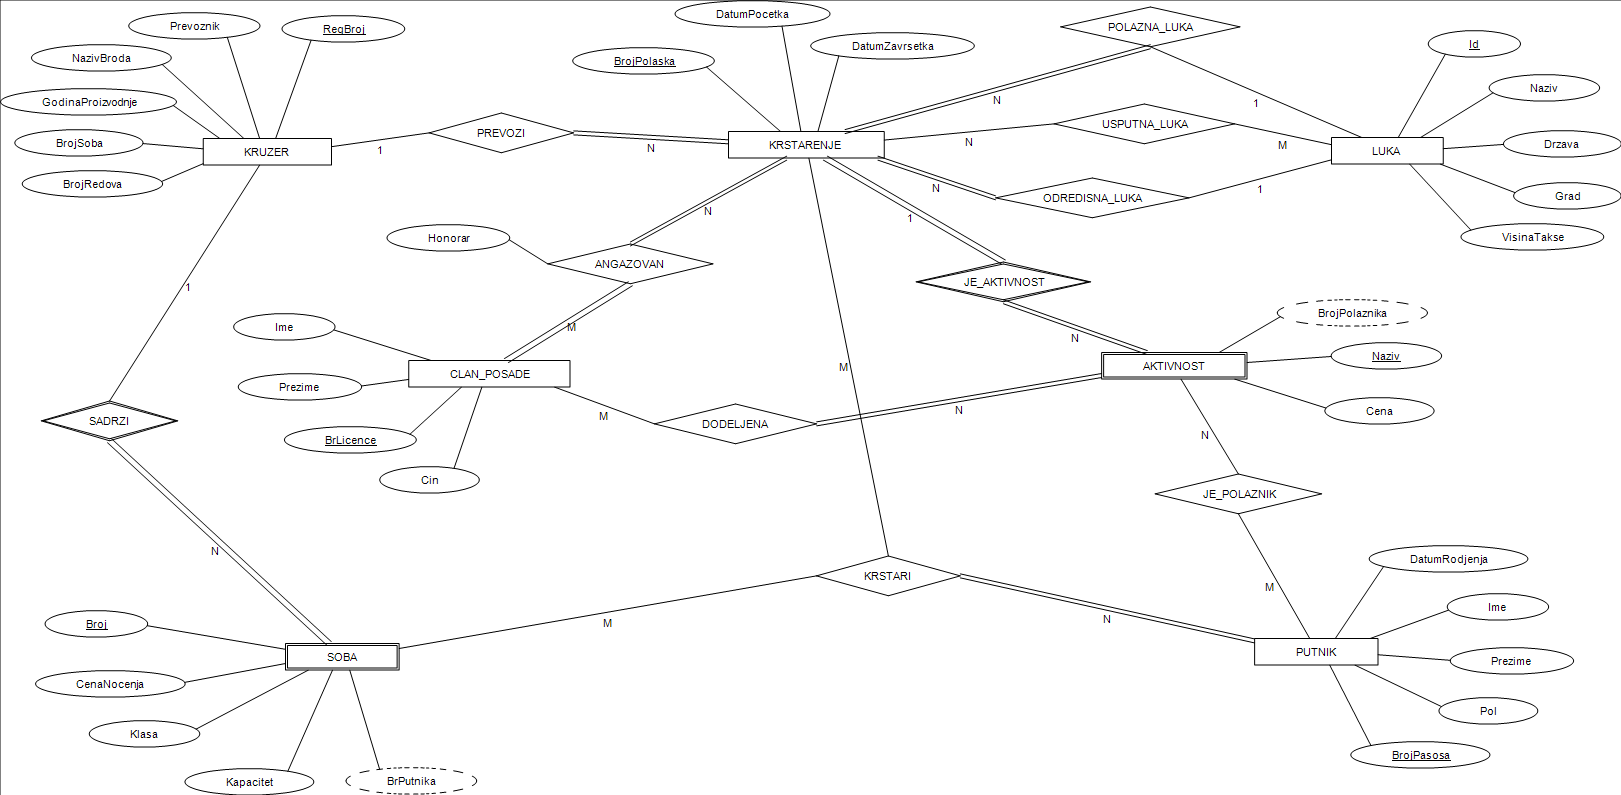 DatumPocetka
POLAZNA_LUKA
Prevoznik
RegBroj
DatumZavrsetka
Id
NazivBroda
BrojPolaska
Naziv
GodinaProizvodnje
N
1
BrojSoba
KRUZER
1
PREVOZI
N
KRSTARENJE
N
USPUTNA_LUKA
M
LUKA
Drzava
BrojRedova
N
ODREDISNA_LUKA
1
Grad
N
1
Honorar
VisinaTakse
ANGAZOVAN
JE_AKTIVNOST
1
BrojPolaznika
Ime
M
N
Naziv
CLAN_POSADE
M
AKTIVNOST
Prezime
Cena
SADRZI
M
DODELJENA
N
BrLicence
N
Cin
JE_POLAZNIK
N
DatumRodjenja
KRSTARI
M
Ime
Broj
M
N
SOBA
PUTNIK
Prezime
CenaNocenja
Pol
Klasa
BrojPasosa
Kapacitet
BrPutnika